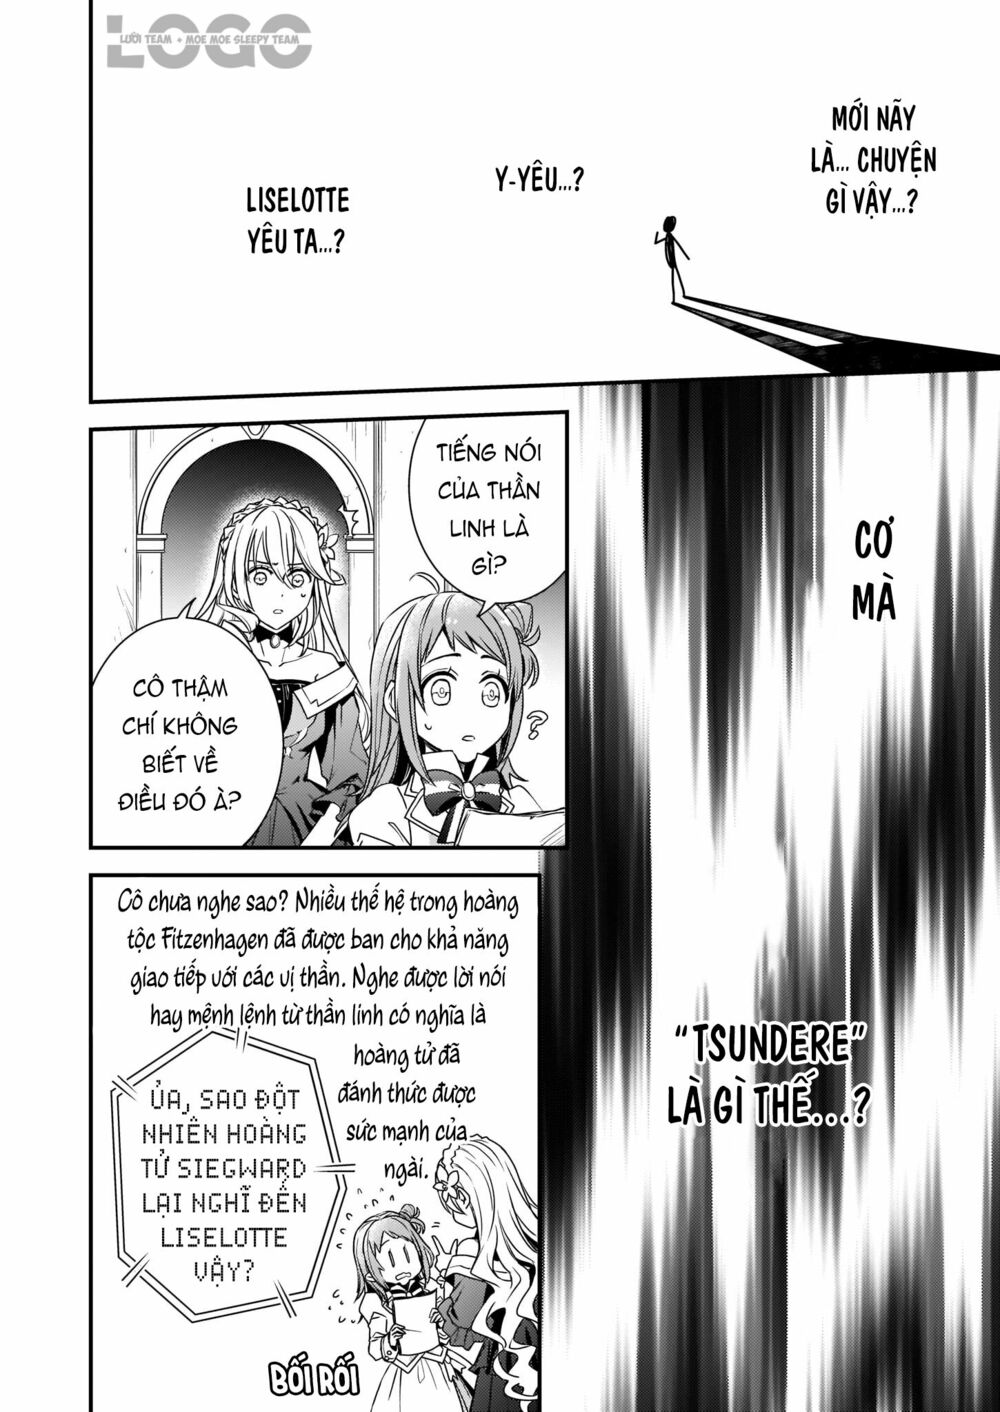 LOGO
LƯỜI TEAM + MOE MOE SLEEPY TEAM
MỚI NÃY
LÀ... CHUYỆN
GÌ VẬY...?
Y-YÊU...?
LISELOTTE
YÊU TA...?
CƠ
MÀ
"TSUNDERE"
LÀ GÌ THẾ...?
TIẾNG NÓI
CỦA THẦN
LINH LÀ
GÌ?
?
CÔ THẬM
CHÍ KHÔNG
BIẾT VỀ
ĐIỀU ĐÓ À?
Cô chưa nghe sao? Nhiều thế hệ trong hoàng
tộc Fitzenhagen đã được ban cho khả năng
giao tiếp với các vị thần. Nghe được lời nói
hay mệnh lệnh từ thần linh có nghĩa là
hoàng tử đã
đánh thức được
sức mạnh của
ngài.
ỦA, SAO ĐỘT
NHIÊN HOÀNG
TỬ SIEGWARD
LẠI NGHĨ ĐẾN
LISELOTTE
VẬY?
BỐI RỐI